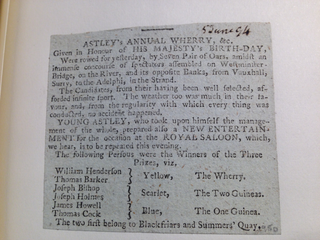 5 June 94
ASTLEY's ANNUAL WHERRY, &c.
Given in Honour of HIS MAJESTY's BIRTH-DAY,
Were rowed for yesterday, by Seven Pair of Oars, amidst an
immense concourse of spectators assembled on Westminster-
Bridge, on the River, and its opposite Banks, from Vauxhall,
Surry, to the Adelphi, in the Strand.
The Candidates, from their having been well selected, af-
forded infinite sport. The weather too was much in their fa-
vour, and, from the regularity with which every thing was
conducted, no accident happened.
YOUNG ASTLEY, who took upon himself the manage-
ment of the whole, prepared also a NEW ENTERTAIN-
MENT for the occasion at the ROYAL SALOON, which,
we hear, is to be repeated this evening.
The following Persons were the Winners of the Three
Prizes, viz.
William Henderson
Thomas Barker } Yellow, The Wherry.
Joseph Bishop
Joseph Holmes } Scarlet, The Two Guineas.
James Howell
Thomas Cock } Blue, The One Guinea.
The two first belong to Blackfriars and Summers' Quay.